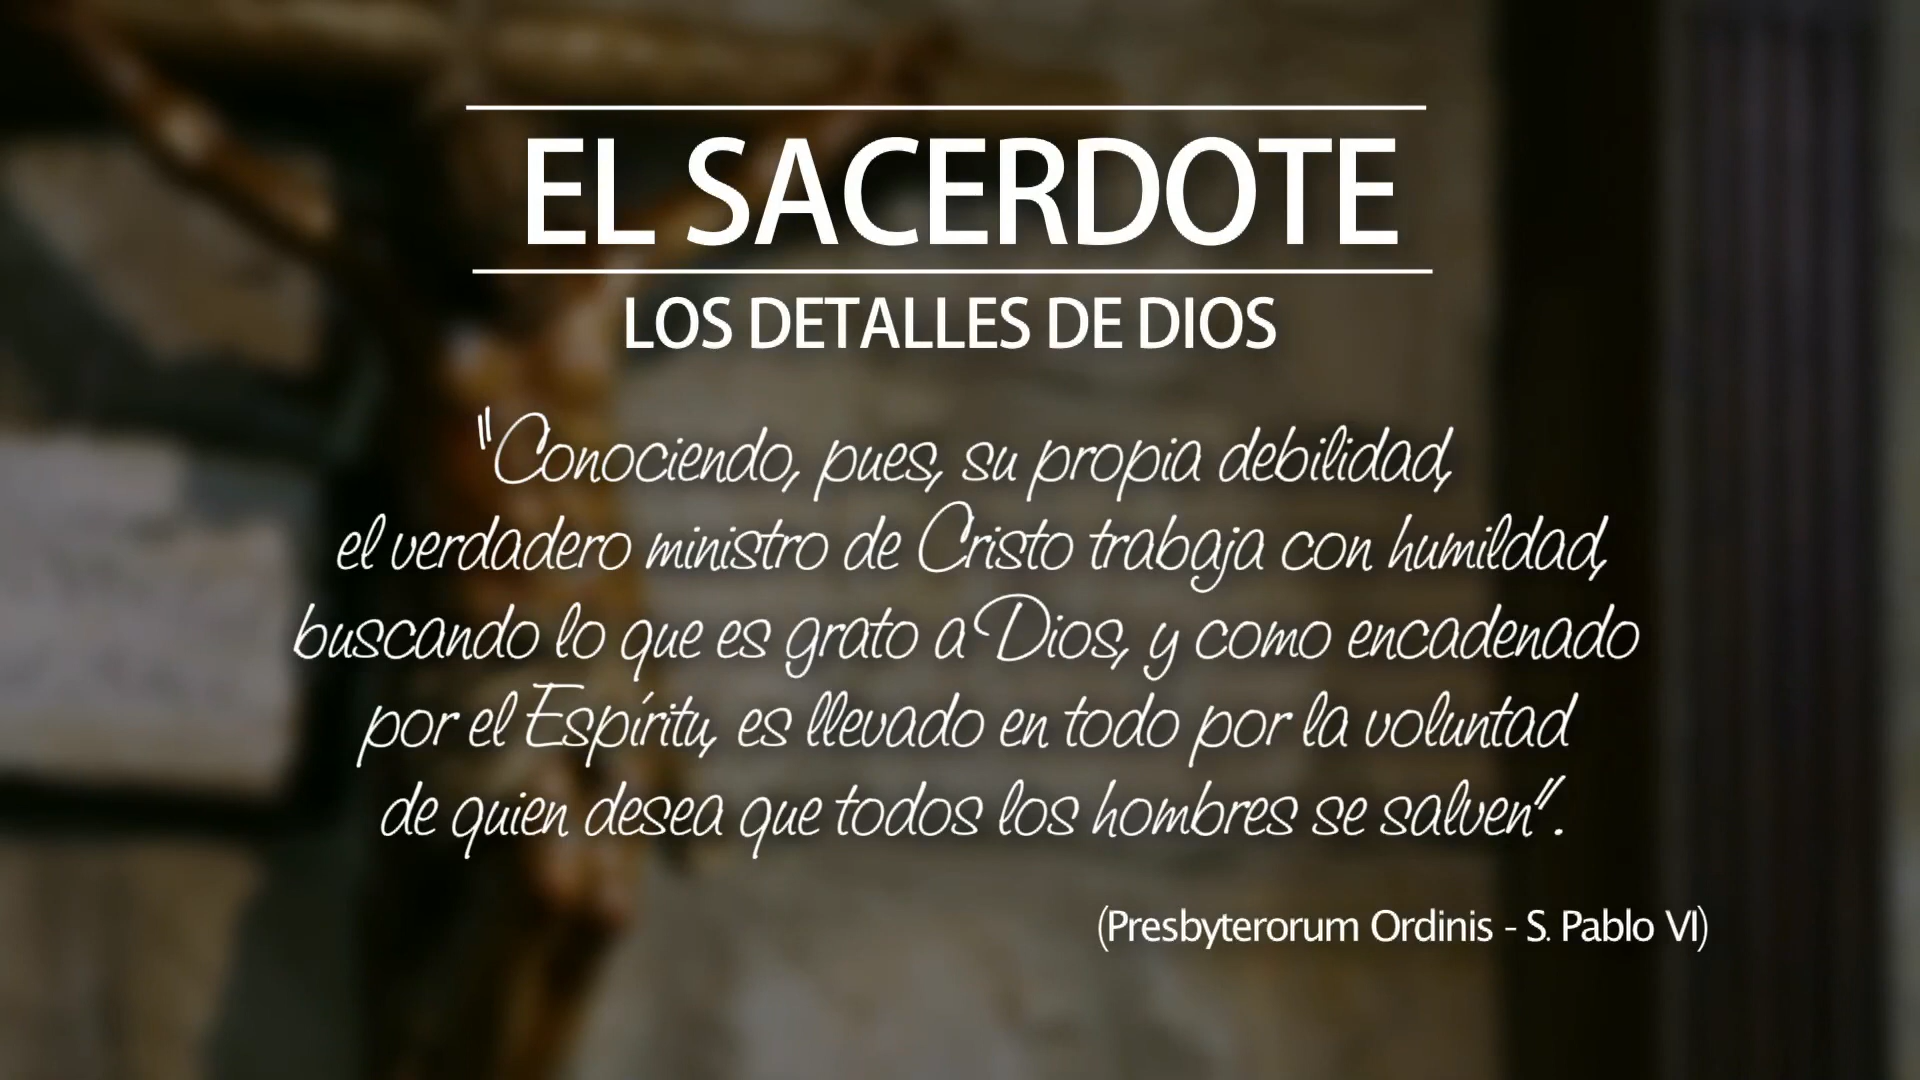 EL SACERDOTE
LOS DETALLES DE DIOS
"Conociendo, pues, su propia debilidad,
el verdadero ministro de Cristo trabaja con humildad,
buscando lo que es grato a Dios, y como encadenado
por el Espíritu, es llevado en todo por la voluntad
de quien desea que todos los hombres se salven".
(Presbyterorum Ordinis - S. Pablo VI)